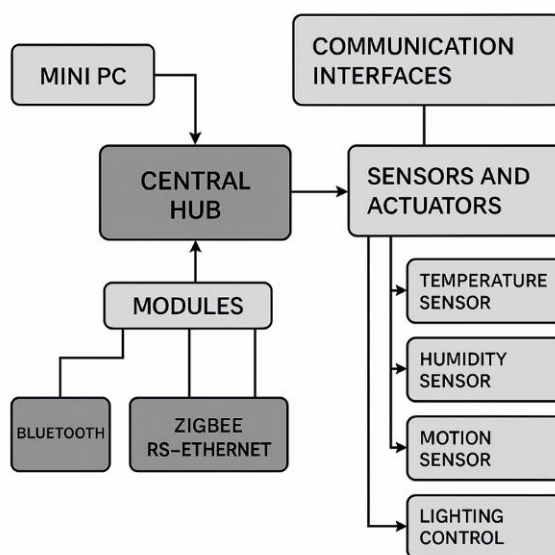 MINI PC
COMMUNICATION
INTERFACES
CENTRAL
HUB
SENSORS AND
ACTUATORS
MODULES
TEMPERATURE
SENSOR
HUMIDITY
SENSOR
BLUETOOTH
ZIGBEE
RS–ETHERNET
MOTION
SENSOR
LIGHTING
CONTROL